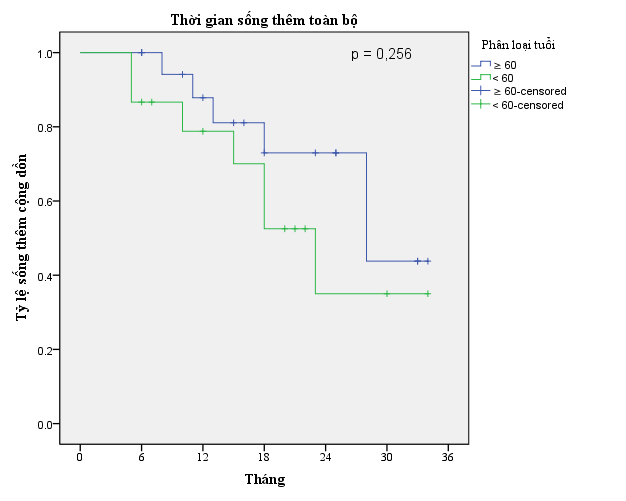 Thời gian sống thêm toàn bộ
p = 0,256
Phân loại tuổi
≥ 60
< 60
≥ 60-censored
< 60-censored
Tỷ lệ sống thêm cộng dồn
1.0
0.8
0.6
0.4
0.2
0.0
0 6 12 18 24 30 36
Tháng